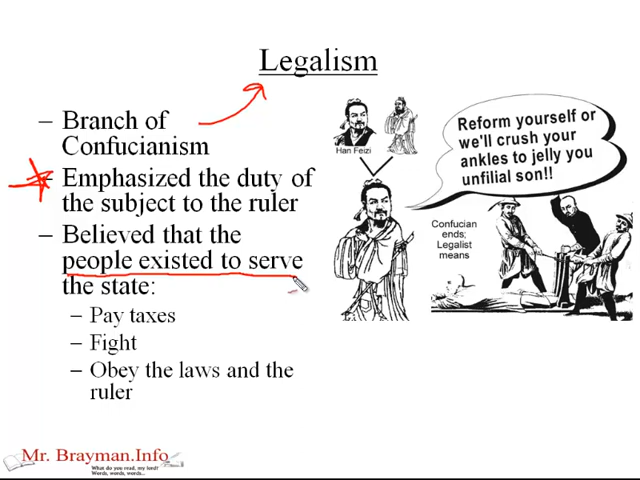 Legalism
– Branch of
Confucianism
– Emphasized the duty of
the subject to the ruler
– Believed that the
people existed to serve
the state:
– Pay taxes
– Fight
– Obey the laws and the
ruler
Han Feizi
Reform yourself or
we'll crush your
ankles to jelly you
unfilial son!!
Confucian
ends;
Legalist
means
Mr. Brayman.Info
What do you read, my lord?
Words, words, words...